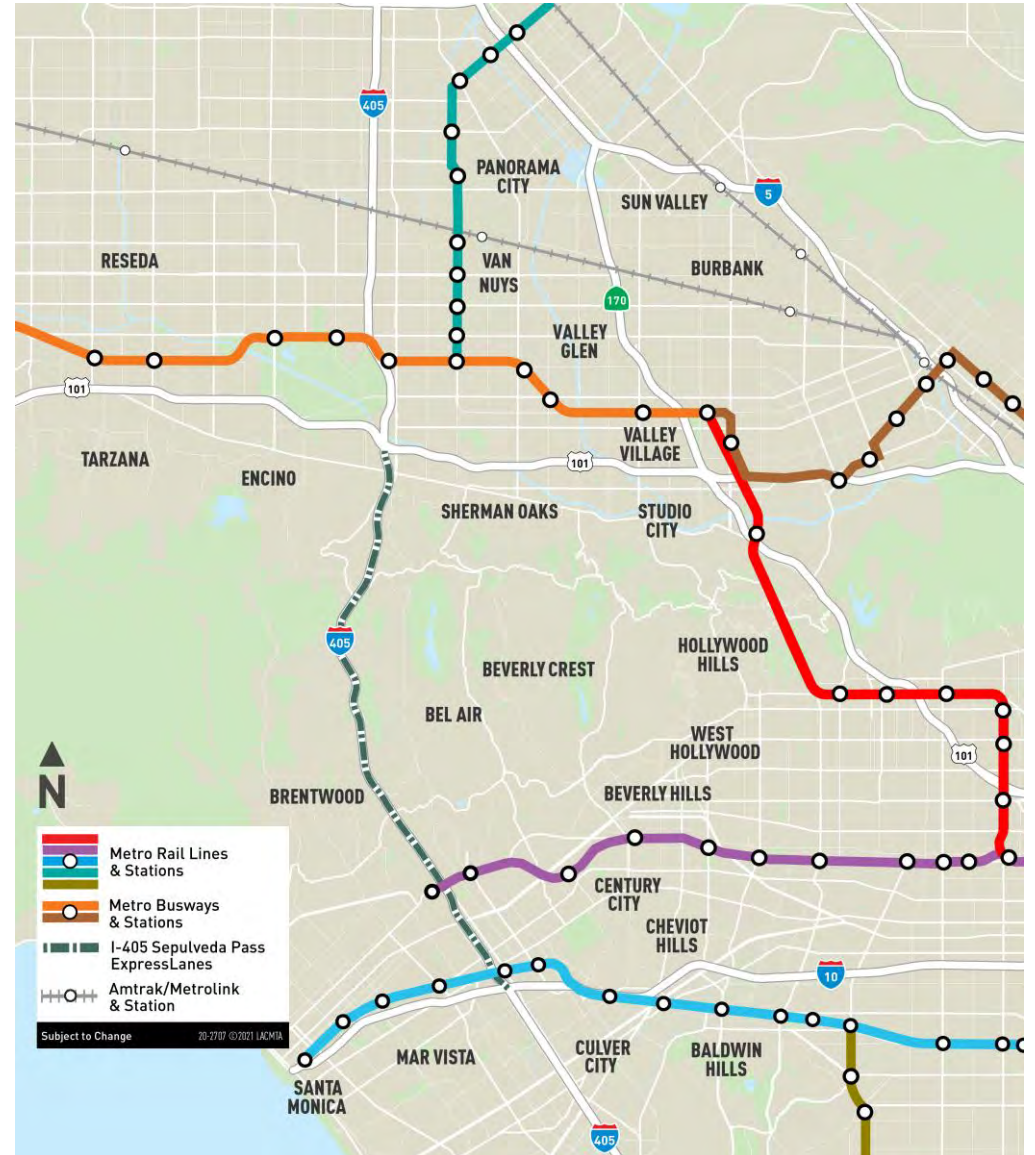 405
PANORAMA
CITY
SUN VALLEY
5
RESEDA
VAN
NUYS
BURBANK
170
VALLEY
GLEN
101
TARZANA
VALLEY
VILLAGE
101
ENCINO
SHERMAN OAKS
STUDIO
CITY
405
HOLLYWOOD
HILLS
BEVERLY CREST
BEL AIR
WEST
HOLLYWOOD
101
N
BRENTWOOD
BEVERLY HILLS
Metro Rail Lines
& Stations
CENTURY
CITY
Metro Busways
& Stations
CHEVIOT
HILLS
I-405 Sepulveda Pass
ExpressLanes
10
Amtrak/Metrolink
& Station
Subject to Change
20-2707 ©2021 LACMTA
MAR VISTA
CULVER
CITY
BALDWIN
HILLS
SANTA
MONICA
405